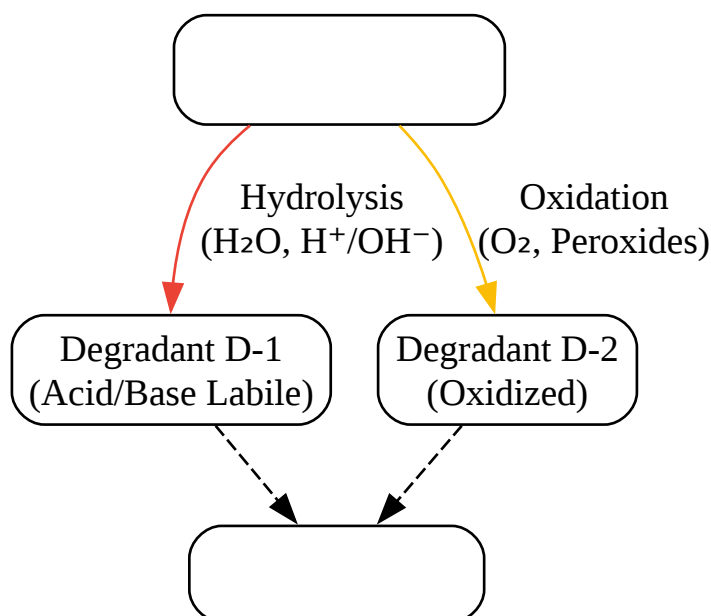 Hydrolysis
(H₂O, H⁺/OH⁻)
Oxidation
(O₂, Peroxides)
Degradant D-1
(Acid/Base Labile)
Degradant D-2
(Oxidized)